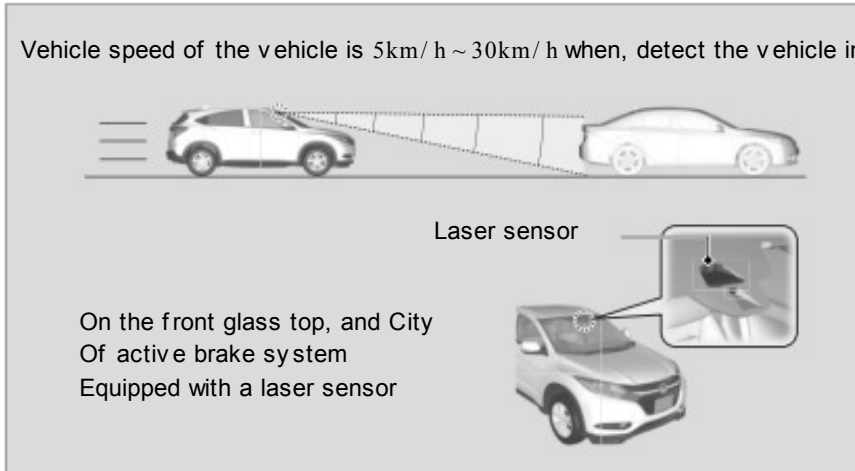 Vehicle speed of the vehicle is 5km/h ~ 30km/h when, detect the vehicle in
Laser sensor
On the front glass top, and City
Of active brake system
Equipped with a laser sensor